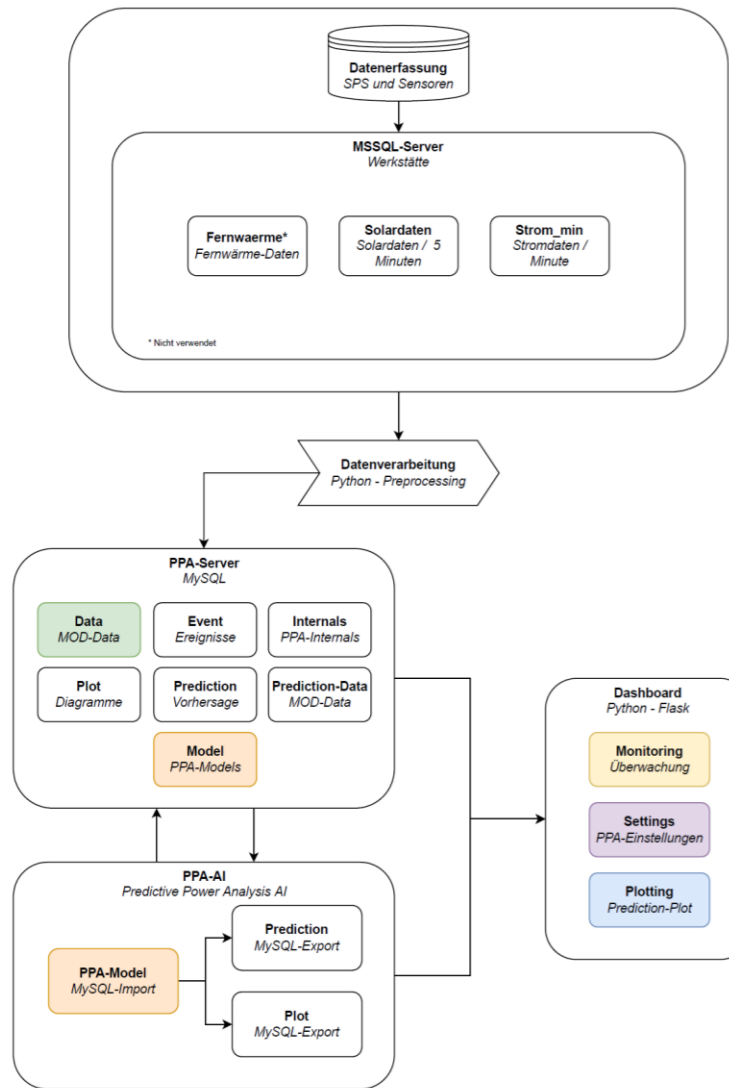 Datenerfassung
SPS und Sensoren
MSSQL-Server
Werkstätte
Fernwaerme*
Fernwärme-Daten
Solardaten
Solardaten / 5
Minuten
Strom_min
Stromdaten /
Minute
* Nicht verwendet
Datenverarbeitung
Python - Preprocessing
PPA-Server
MySQL
Data
MOD-Data
Event
Ereignisse
Internals
PPA-Internals
Plot
Diagramme
Prediction
Vorhersage
Prediction-Data
MOD-Data
Model
PPA-Models
Dashboard
Python - Flask
Monitoring
Überwachung
Settings
PPA-Einstellungen
Plotting
Prediction-Plot
PPA-AI
Predictive Power Analysis AI
PPA-Model
MySQL-Import
Prediction
MySQL-Export
Plot
MySQL-Export